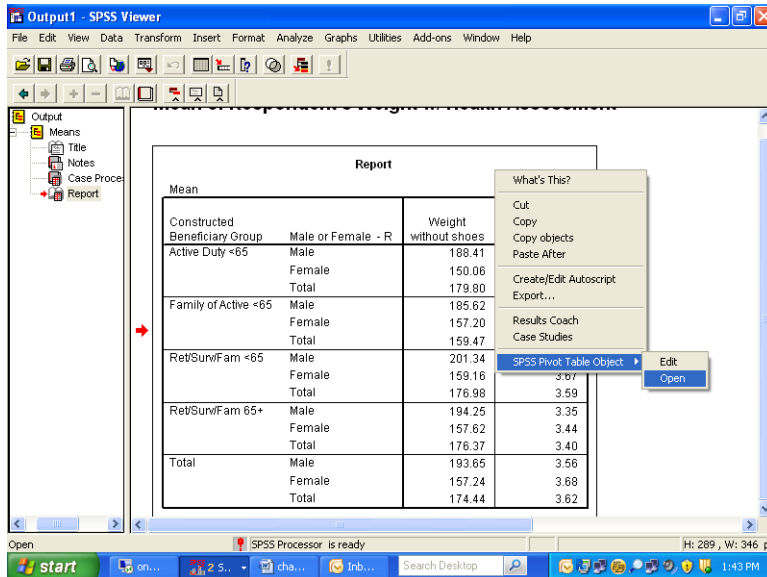 Output1 - SPSS Viewer
File Edit View Data Transform Insert Format Analyze Graphs Utilities Add-ons Window Help
Output
Means
Title
Notes
Case Proce
Report
Report
Mean
Constructed Beneficiary Group Male or Female - R Weight without shoes
Active Duty <65 Male 188.41
Female 150.06
Total 179.80
Family of Active <65 Male 185.62
Female 157.20
Total 159.47
Ret/Surv/Fam <65 Male 201.34
Female 159.16 3.67
Total 176.98 3.59
Ret/Surv/Fam 65+ Male 194.25 3.35
Female 157.62 3.44
Total 176.37 3.40
Total Male 193.65 3.56
Female 157.24 3.68
Total 174.44 3.62
What's This?
Cut
Copy
Copy objects
Paste After
Create/Edit Autoscript
Export...
Results Coach
Case Studies
SPSS Pivot Table Object
Edit
Open
Open SPSS Processor is ready H: 289 , W: 346 p
start on... 2 S.. cha... Inb... Search Desktop 1:43 PM